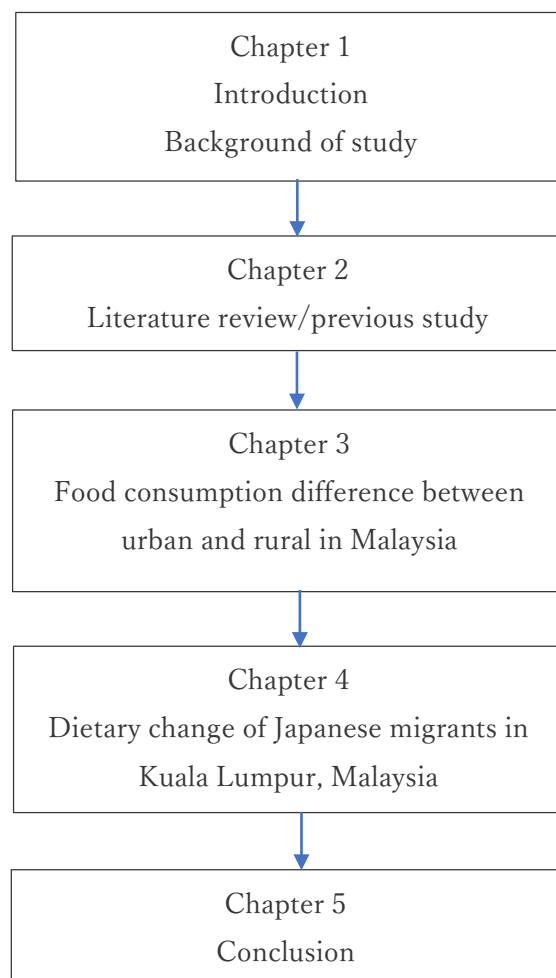 Chapter 1
Introduction
Background of study
Chapter 2
Literature review/previous study
Chapter 3
Food consumption difference between
urban and rural in Malaysia
Chapter 4
Dietary change of Japanese migrants in
Kuala Lumpur, Malaysia
Chapter 5
Conclusion